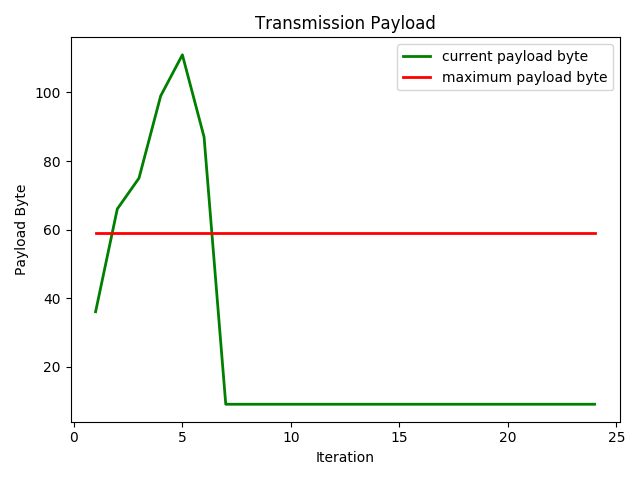 Transmission Payload
current payload byte
maximum payload byte
Payload Byte
100
80
60
40
20
0
5
10
15
20
25
Iteration